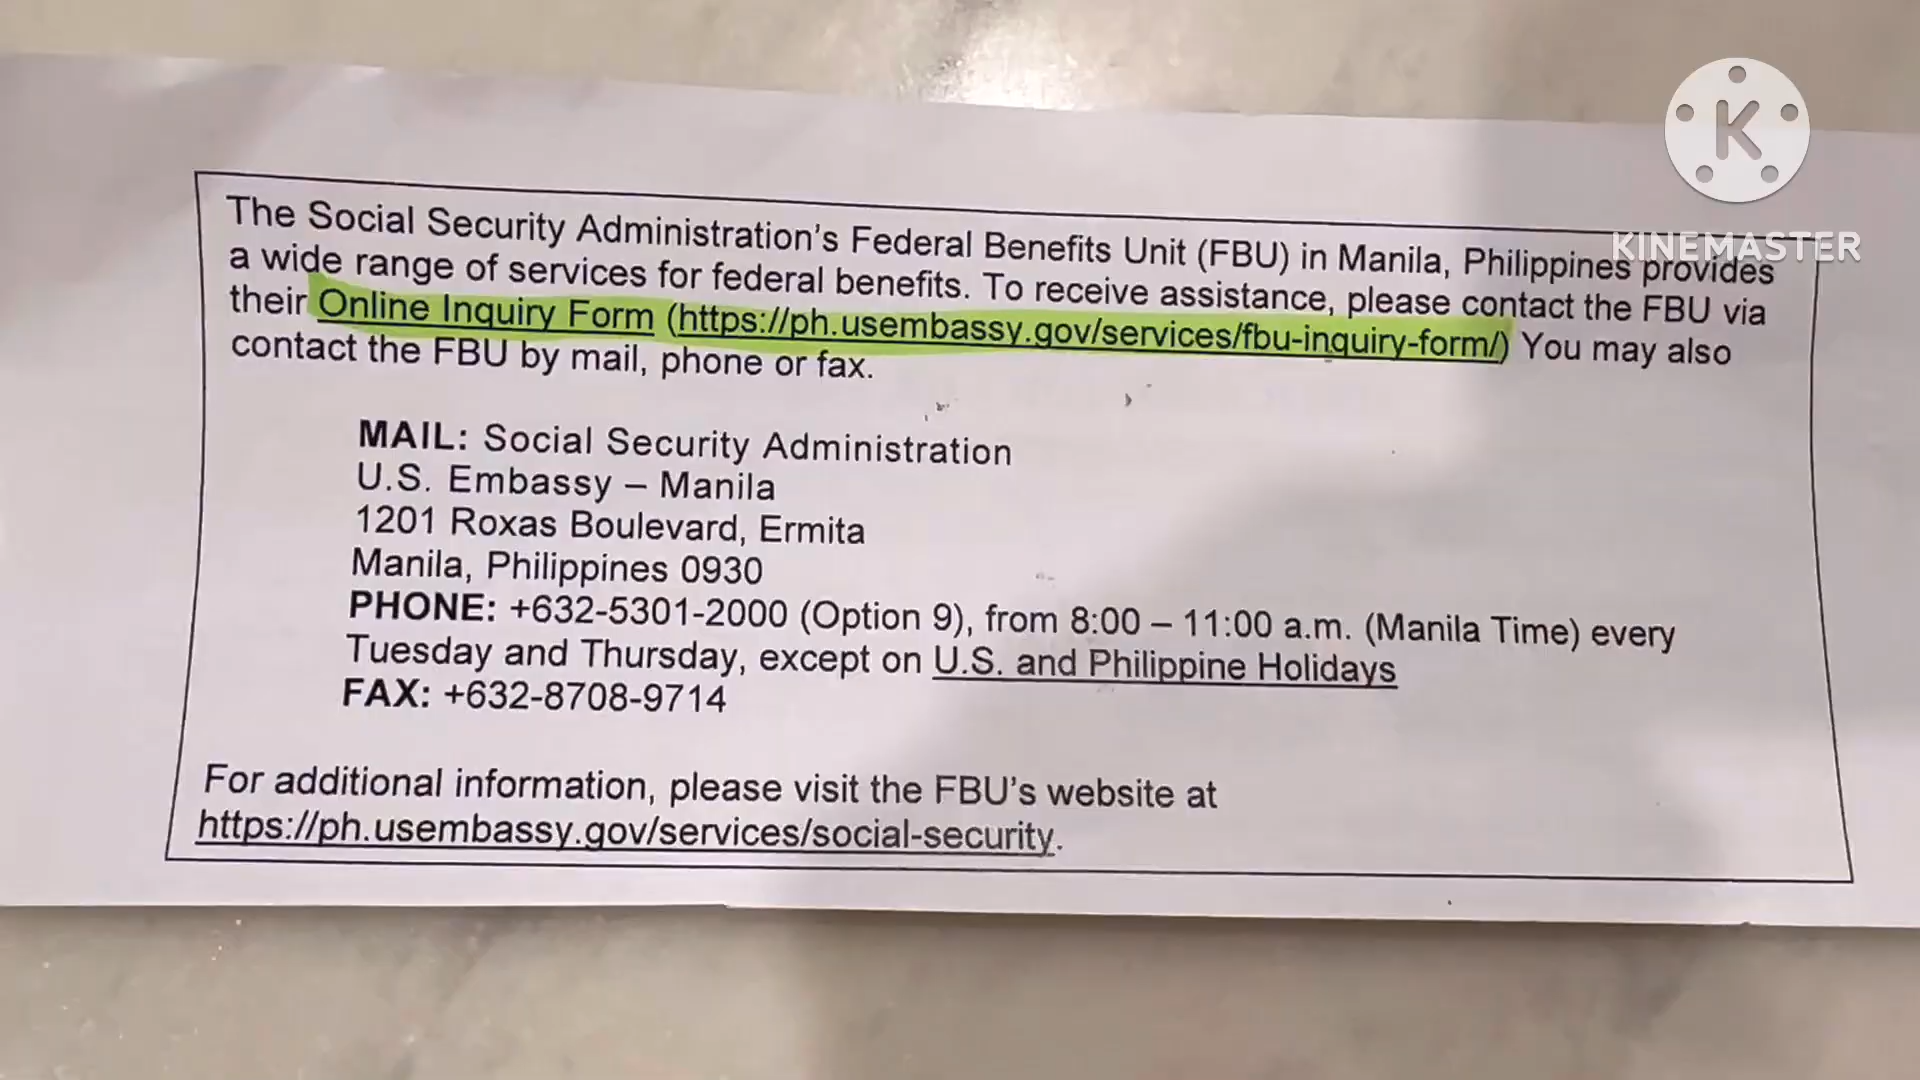 K
KINEMASTER
The Social Security Administration's Federal Benefits Unit (FBU) in Manila, Philippines provides
a wide range of services for federal benefits. To receive assistance, please contact the FBU via
their Online Inquiry Form (https://ph.usembassy.gov/services/fbu-inquiry-form/) You may also
contact the FBU by mail, phone or fax.
MAIL: Social Security Administration
U.S. Embassy – Manila
1201 Roxas Boulevard, Ermita
Manila, Philippines 0930
PHONE: +632-5301-2000 (Option 9), from 8:00 – 11:00 a.m. (Manila Time) every
Tuesday and Thursday, except on U.S. and Philippine Holidays
FAX: +632-8708-9714
For additional information, please visit the FBU's website at
https://ph.usembassy.gov/services/social-security.